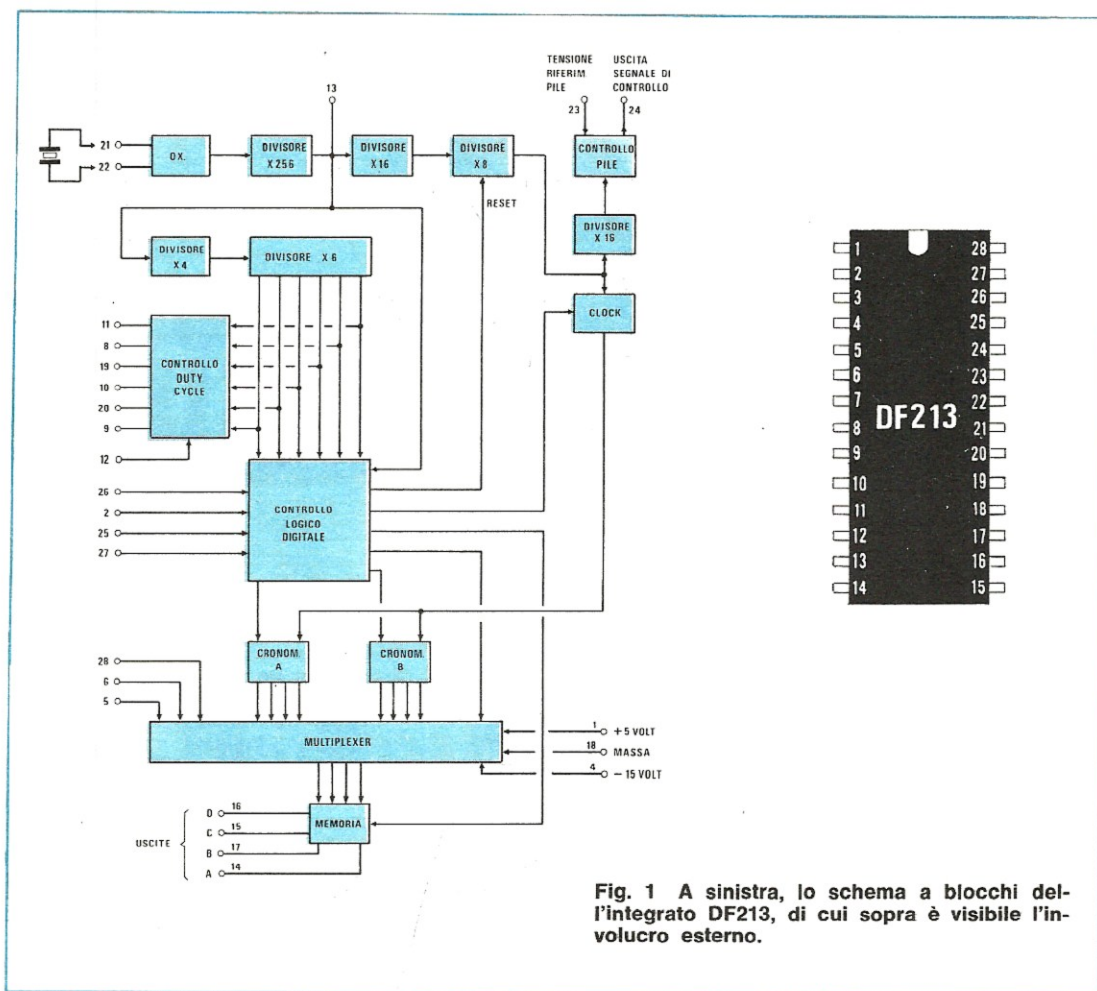 TENSIONE
RIFERIM
PILE
USCITA
SEGNALE DI
CONTROLLO
13
23
24
21
22
OX.
DIVISORE
X 256
DIVISORE
X 16
DIVISORE
X 8
CONTROLLO
PILE
RESET
DIVISORE
X 4
DIVISORE X 6
DIVISORE
X 16
CLOCK
11
8
19
10
20
9
12
CONTROLLO
DUTY
CYCLE
26
2
25
27
CONTROLLO
LOGICO
DIGITALE
CRONOM.
A
CRONOM.
B
28
6
5
MULTIPLEXER
1 + 5 VOLT
18 MASSA
4 - 15 VOLT
USCITE
D 16
C 15
B 17
A 14
MEMORIA
1 28
2 27
3 26
4 25
5 24
6 23
7 22
DF213
8 21
9 20
10 19
11 18
12 17
13 16
14 15
Fig. 1 A sinistra, lo schema a blocchi del-
l'integrato DF213, di cui sopra è visibile l'in-
volucro esterno.